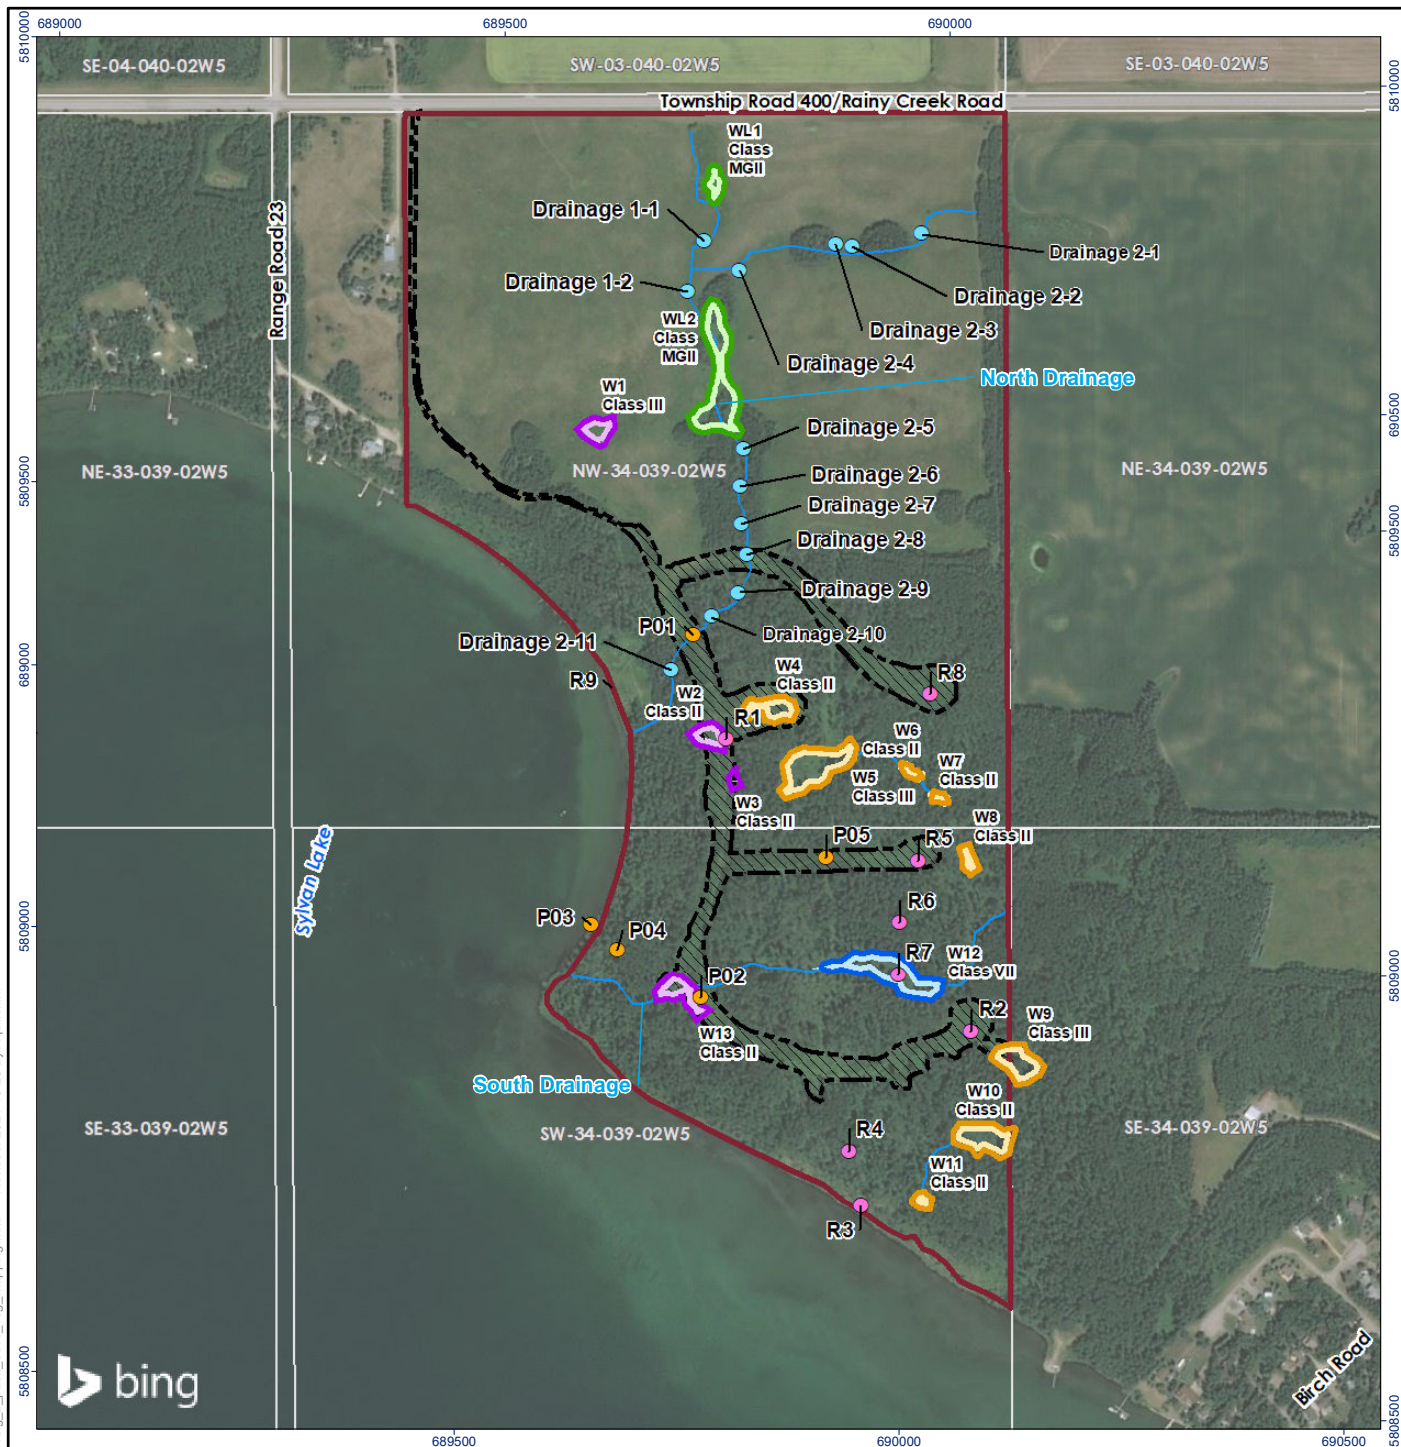 689000
689500
690000
5810000
SE-04-040-02W5
SW-03-040-02W5
SE-03-040-02W5
5810000
Township Road 400/Rainy Creek Road
WL1
Class
MGII
Range Road 23
Drainage 1-1
Drainage 2-1
Drainage 1-2
Drainage 2-2
WL2
Class
MGII
Drainage 2-3
Drainage 2-4
North Drainage
W1
Class III
690500
Drainage 2-5
NE-33-039-02W5
NW-34-039-02W5
NE-34-039-02W5
Drainage 2-6
5809500
Drainage 2-7
5809500
Drainage 2-8
Drainage 2-9
P01
Drainage 2-10
Drainage 2-11
689000
R9
W4
Class II
R8
W2
Class II
R1
W6
Class II
W7
Class II
W5
Class III
W3
Class II
W8
Class II
P05
R5
Sylvan Lake
R6
P03
P04
5809000
R7
W12
Class VII
5809000
P02
R2
W9
Class III
W13
Class II
South Drainage
W10
Class II
SE-33-039-02W5
SW-34-039-02W5
SE-34-039-02W5
R4
W11
Class II
R3
Birch Road
5808500
bing
5808500
689500
690000
690500